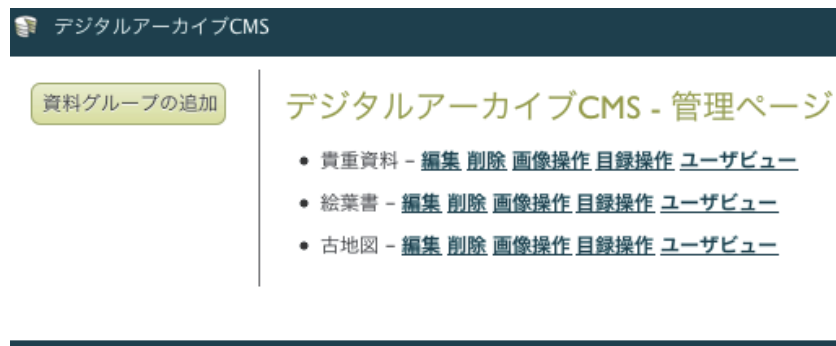 デジタルアーカイブCMS
資料グループの追加
デジタルアーカイブCMS - 管理ページ
• 貴重資料 – 編集 削除 画像操作 目録操作 ユーザビュー
• 絵葉書 – 編集 削除 画像操作 目録操作 ユーザビュー
• 古地図 – 編集 削除 画像操作 目録操作 ユーザビュー